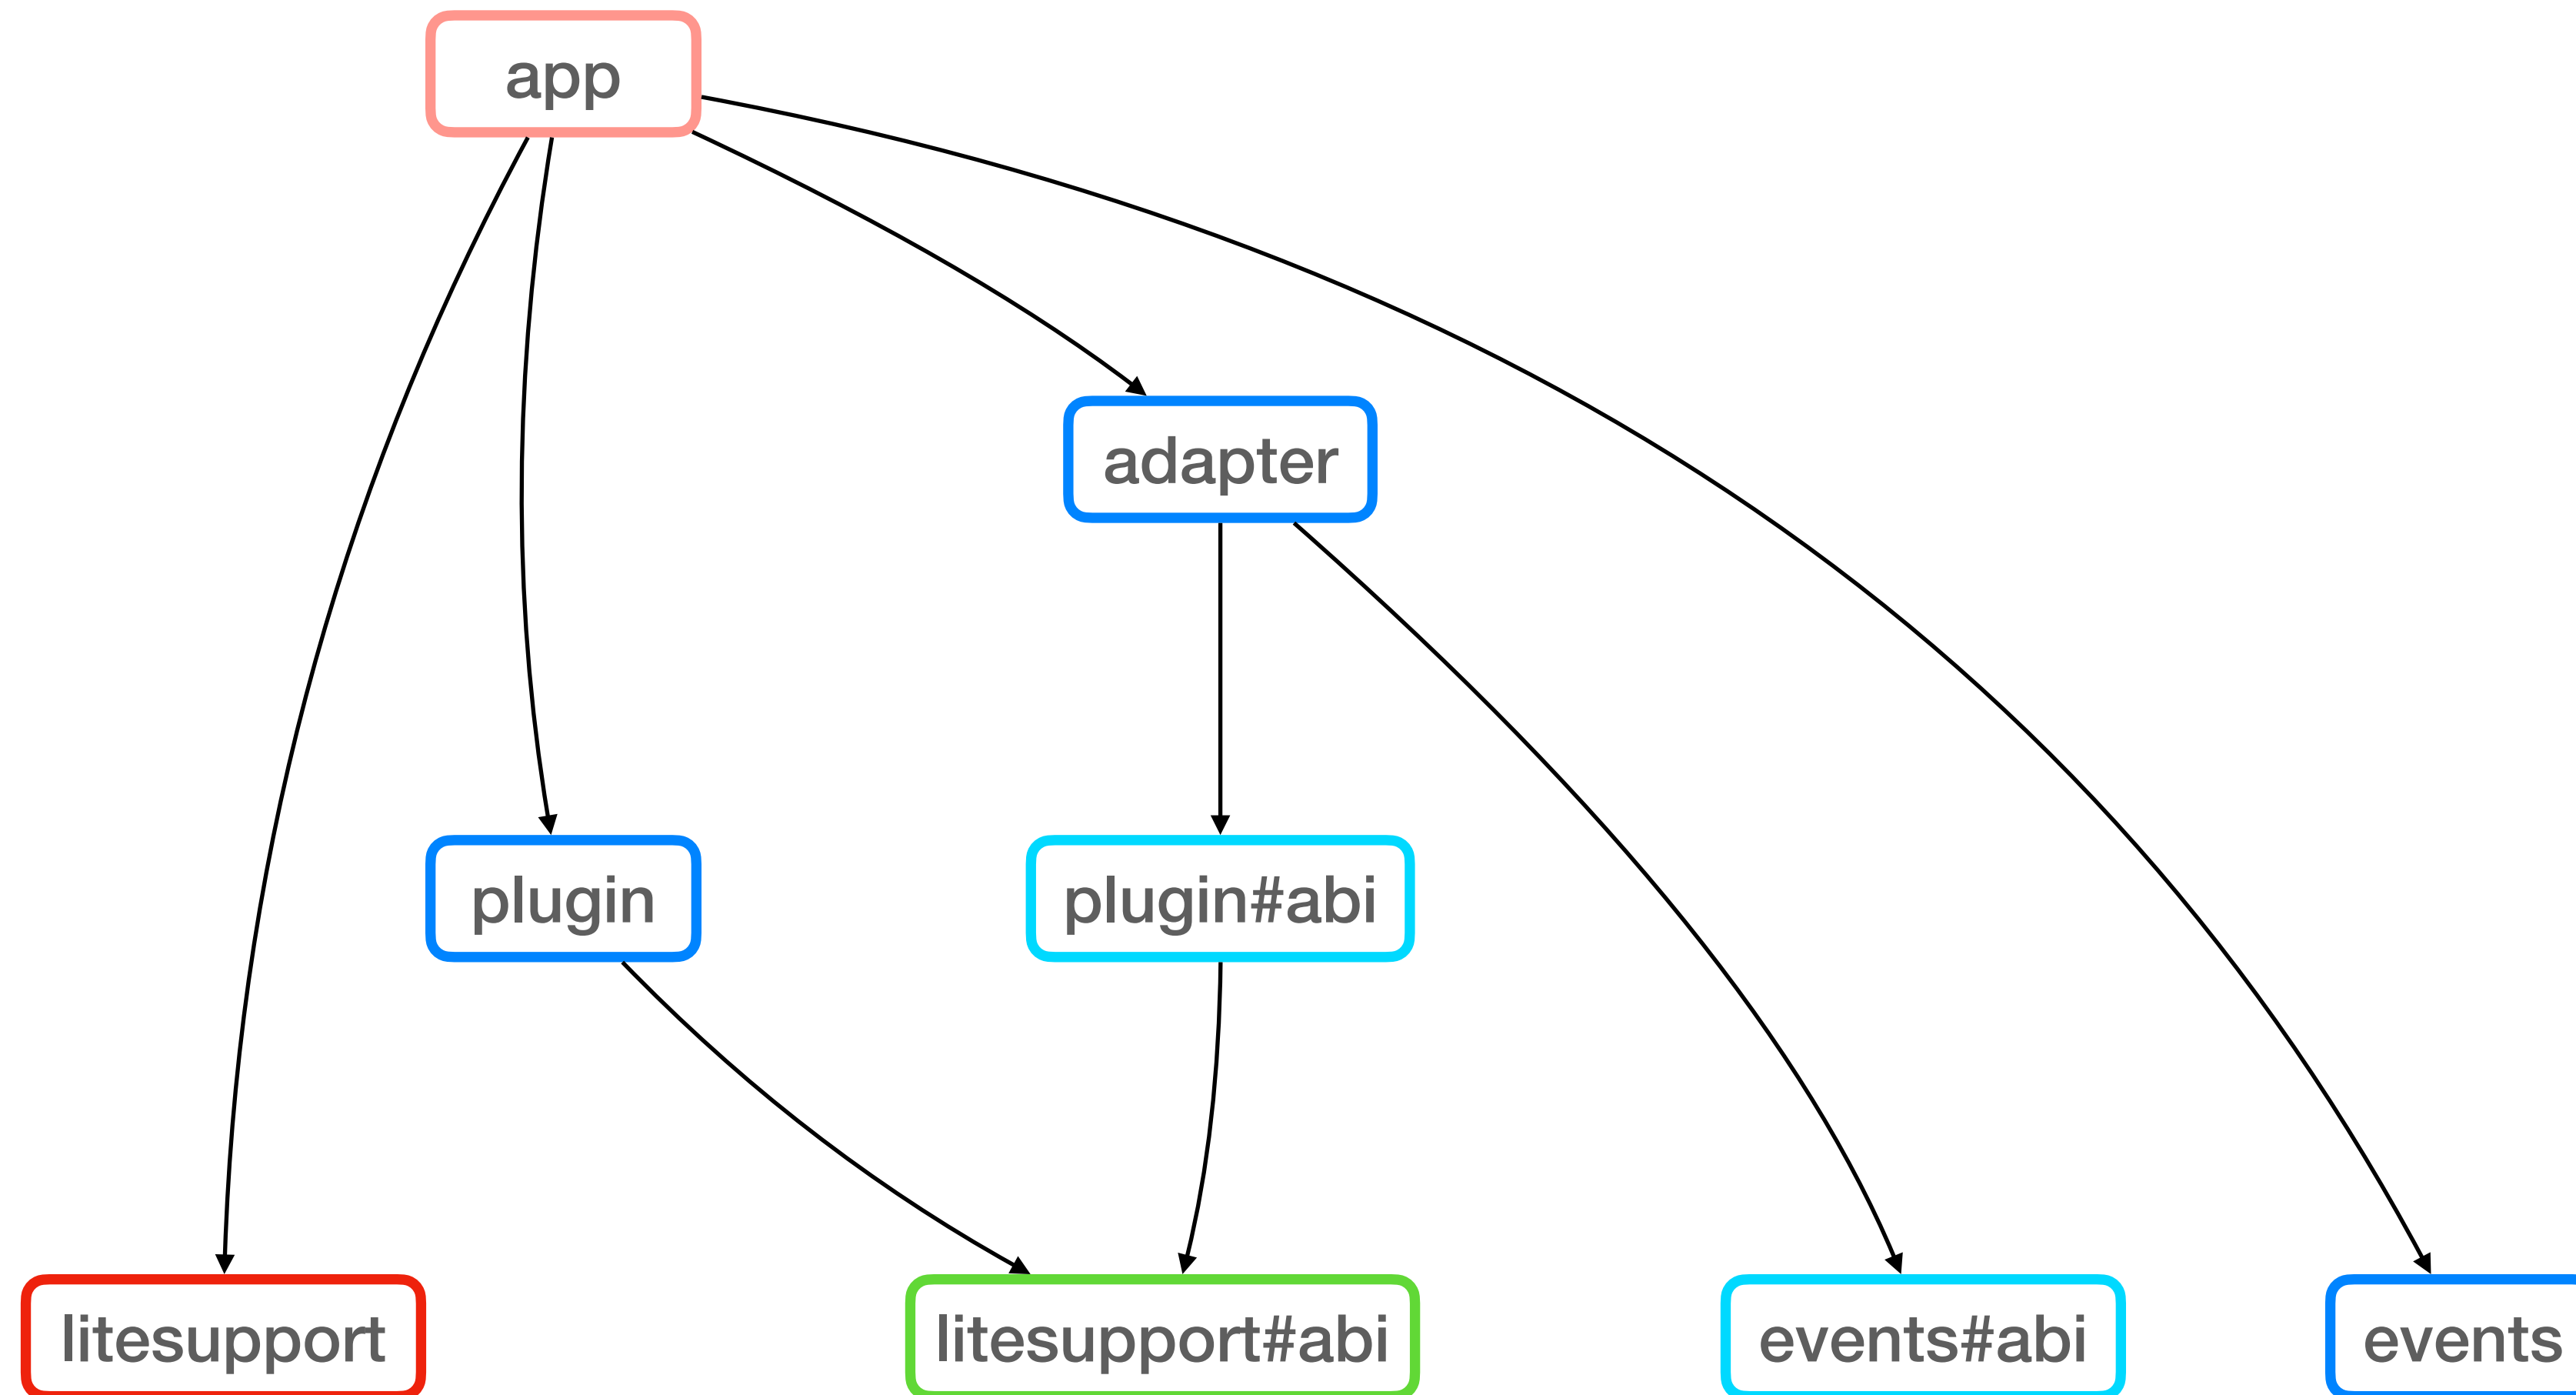 app
adapter
plugin
plugin#abi
litesupport
litesupport#abi
events#abi
events